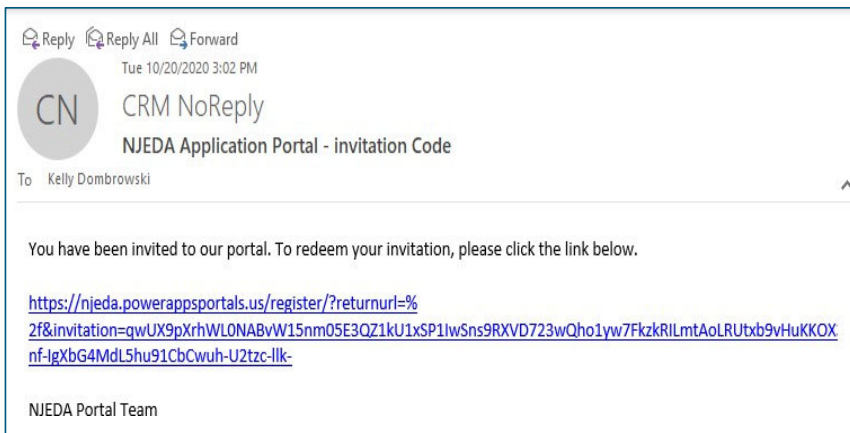 Reply Reply All Forward
Tue 10/20/2020 3:02 PM
CN
CRM NoReply
NJEDA Application Portal - invitation Code
To Kelly Dombrowski
You have been invited to our portal. To redeem your invitation, please click the link below.
https://njeda.powerappsportals.us/register/?returnurl=%
2f&invitation=qwUX9pXrhWL0NABvW15nm05E3QZ1kU1xSP1IwSns9RXVD723wQho1yw7FkzkRILmtAoLRUtxb9vHuKKOX
nf-IgXbG4MdL5hu91CbCwuh-U2tzc-llk-
NJEDA Portal Team